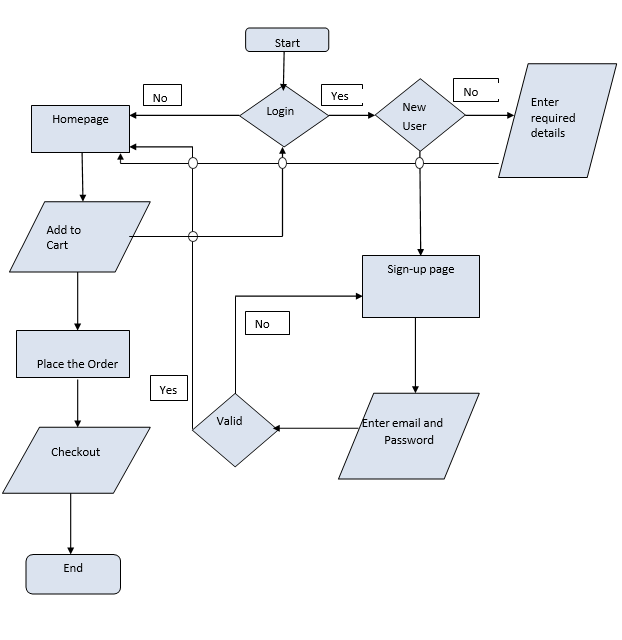 Start
No
Login
Yes
New
User
No
Enter
required
details
Homepage
Add to
Cart
Sign-up page
No
Place the Order
Yes
Valid
Enter email and
Password
Checkout
End